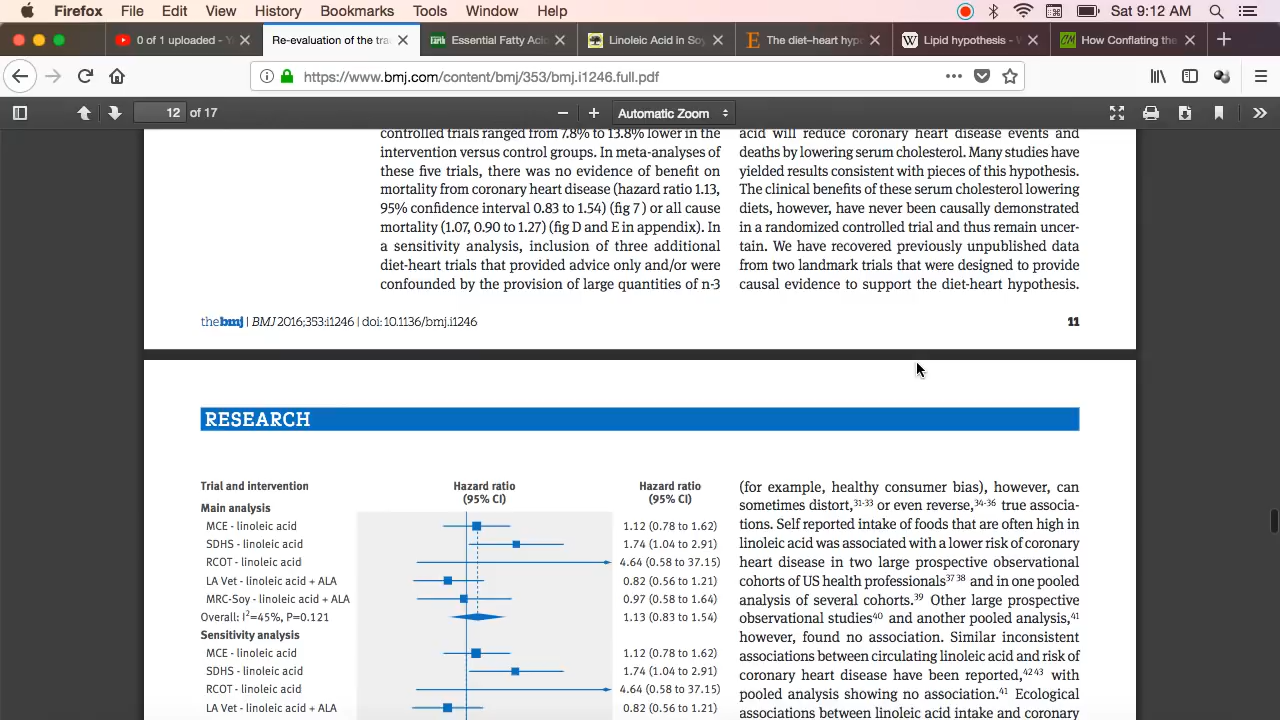 Firefox File Edit View History Bookmarks Tools Window Help Sat 9:12 AM
0 of 1 uploaded - Y
Re-evaluation of the tra
Essential Fatty Acid
Linoleic Acid in Soy
The diet–heart hyp
Lipid hypothesis - W
How Conflating the
https://www.bmj.com/content/bmj/353/bmj.i1246.full.pdf
12 of 17
Automatic Zoom
controlled trials ranged from 7.8% to 13.8% lower in the
intervention versus control groups. In meta-analyses of
these five trials, there was no evidence of benefit on
mortality from coronary heart disease (hazard ratio 1.13,
95% confidence interval 0.83 to 1.54) (fig 7) or all cause
mortality (1.07, 0.90 to 1.27) (fig D and E in appendix). In
a sensitivity analysis, inclusion of three additional
diet-heart trials that provided advice only and/or were
confounded by the provision of large quantities of n-3
acid will reduce coronary heart disease events and
deaths by lowering serum cholesterol. Many studies have
yielded results consistent with pieces of this hypothesis.
The clinical benefits of these serum cholesterol lowering
diets, however, have never been causally demonstrated
in a randomized controlled trial and thus remain uncer-
tain. We have recovered previously unpublished data
from two landmark trials that were designed to provide
causal evidence to support the diet-heart hypothesis.
thebmj | BMJ 2016;353:i1246 | doi: 10.1136/bmj.i1246
11
RESEARCH
Trial and intervention Hazard ratio Hazard ratio
(95% CI) (95% CI)
Main analysis
MCE - linoleic acid 1.12 (0.78 to 1.62)
SDHS - linoleic acid 1.74 (1.04 to 2.91)
RCOT - linoleic acid 4.64 (0.58 to 37.15)
LA Vet - linoleic acid + ALA 0.82 (0.56 to 1.21)
MRC-Soy - linoleic acid + ALA 0.97 (0.58 to 1.64)
Overall: I²=45%, P=0.121 1.13 (0.83 to 1.54)
Sensitivity analysis
MCE - linoleic acid 1.12 (0.78 to 1.62)
SDHS - linoleic acid 1.74 (1.04 to 2.91)
RCOT - linoleic acid 4.64 (0.58 to 37.15)
LA Vet - linoleic acid + ALA 0.82 (0.56 to 1.21)
(for example, healthy consumer bias), however, can
sometimes distort,31-33 or even reverse,34-36 true associa-
tions. Self reported intake of foods that are often high in
linoleic acid was associated with a lower risk of coronary
heart disease in two large prospective observational
cohorts of US health professionals37 38 and in one pooled
analysis of several cohorts.39 Other large prospective
observational studies40 and another pooled analysis,41
however, found no association. Similar inconsistent
associations between circulating linoleic acid and risk of
coronary heart disease have been reported,42 43 with
pooled analysis showing no association.41 Ecological
associations between linoleic acid intake and coronary